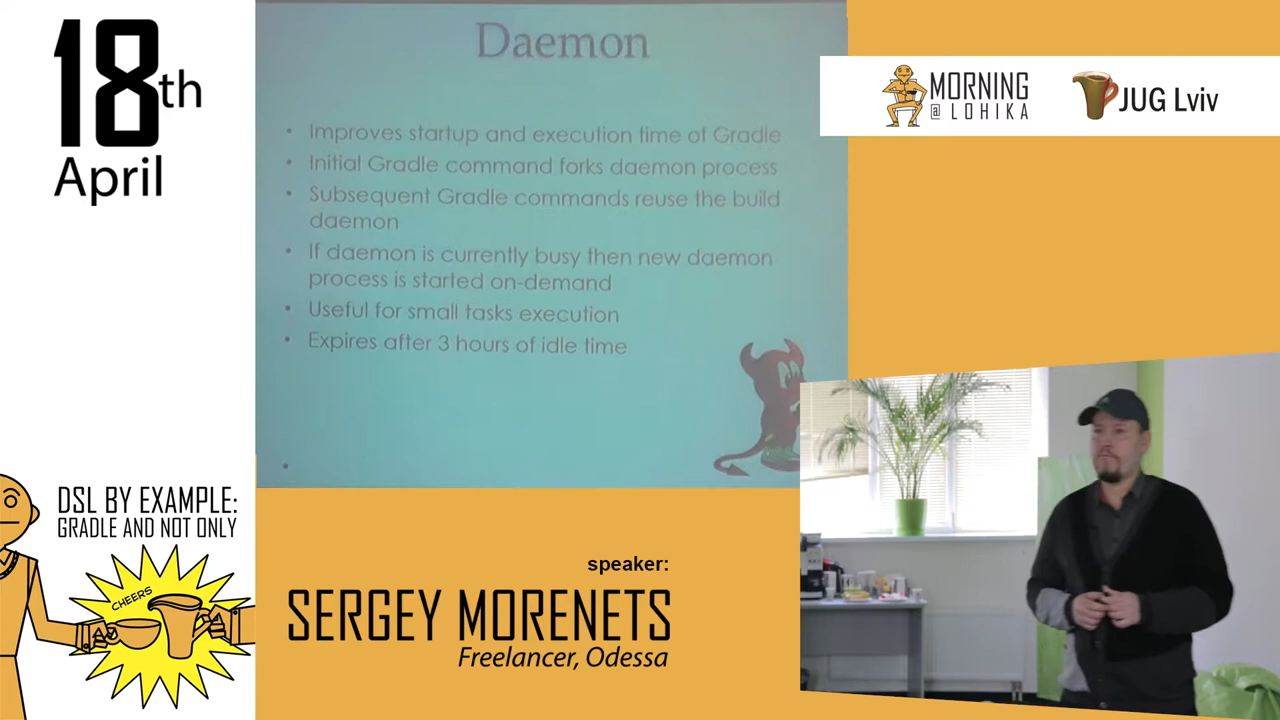 18th
April
Daemon
• Improves startup and execution time of Gradle
• Initial Gradle command forks daemon process
• Subsequent Gradle commands reuse the build
daemon
• If daemon is currently busy then new daemon
process is started on-demand
• Useful for small tasks execution
• Expires after 3 hours of idle time
•
MORNING
@ LOHIKA
JUG Lviv
DSL BY EXAMPLE:
GRADLE AND NOT ONLY
CHEERS
speaker:
SERGEY MORENETS
Freelancer, Odessa